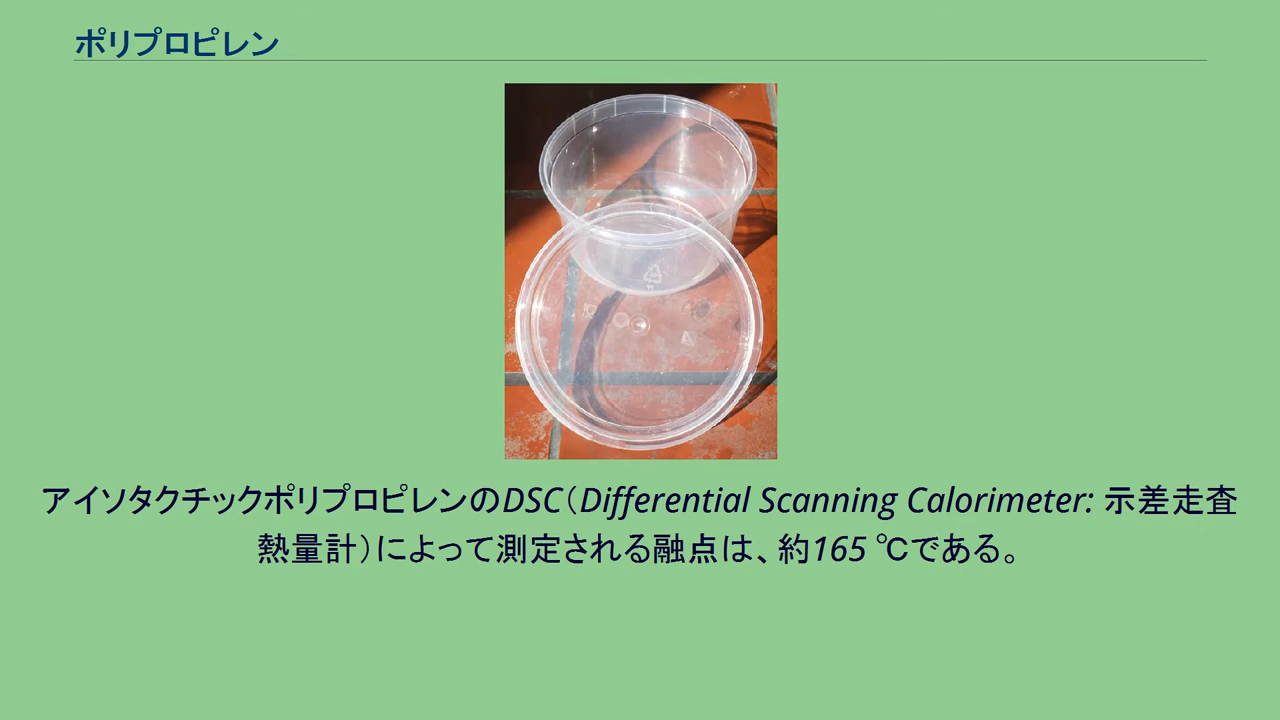 ポリプロピレン
アイソタクチックポリプロピレンのDSC（Differential Scanning Calorimeter: 示差走査
熱量計）によって測定される融点は、約165 ℃である。